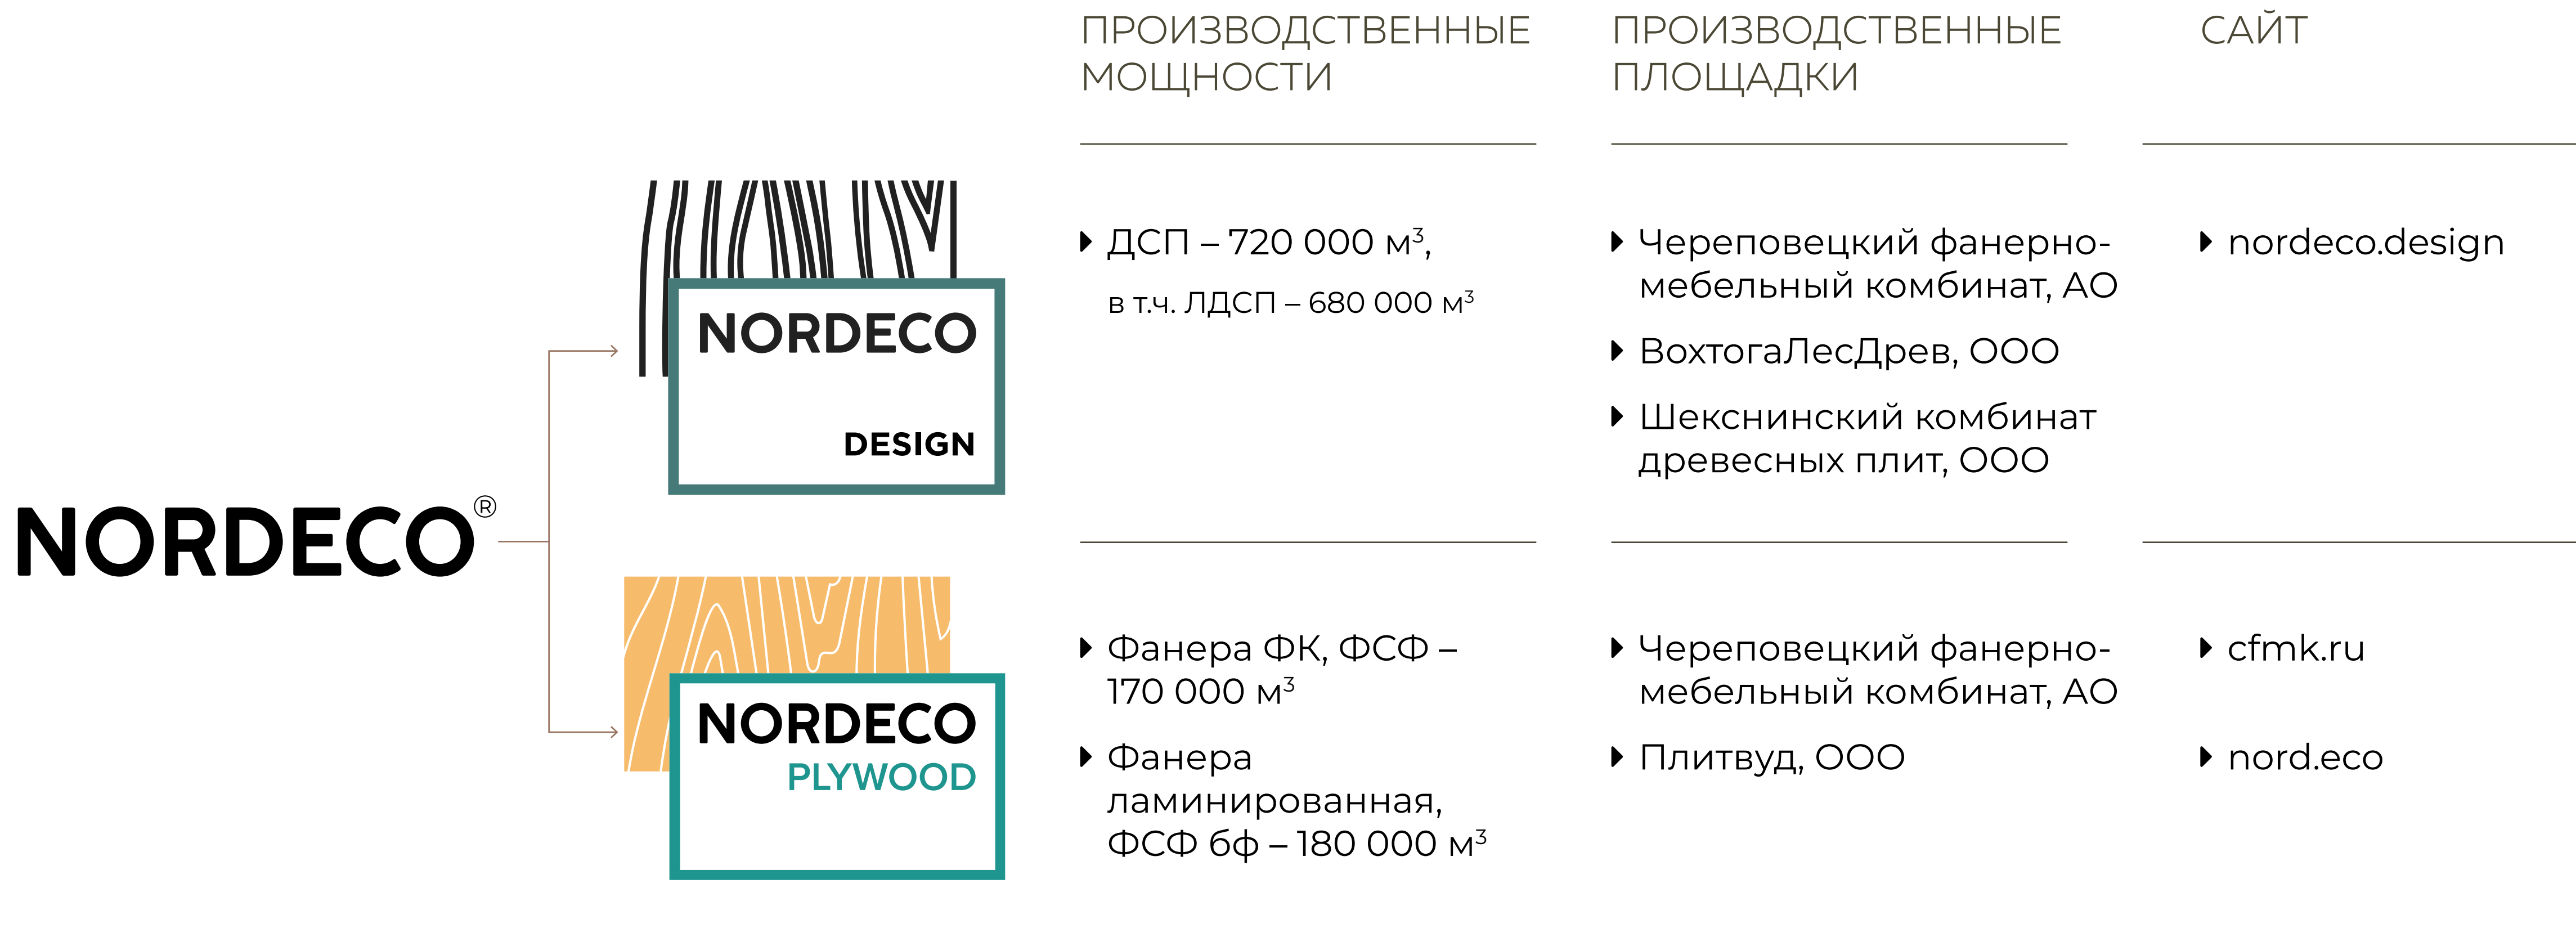 ПРОИЗВОДСТВЕННЫЕ
МОЩНОСТИ
ПРОИЗВОДСТВЕННЫЕ
ПЛОЩАДКИ
САЙТ
NORDECO®
NORDECO
DESIGN
ДСП – 720 000 м³,
в т.ч. ЛДСП – 680 000 м³
Череповецкий фанерно-
мебельный комбинат, АО
ВохтогаЛесДрев, ООО
Шекснинский комбинат
древесных плит, ООО
nordeco.design
NORDECO
PLYWOOD
Фанера ФК, ФСФ –
170 000 м³
Фанера
ламинированная,
ФСФ бф – 180 000 м³
Череповецкий фанерно-
мебельный комбинат, АО
Плитвуд, ООО
cfmk.ru
nord.eco